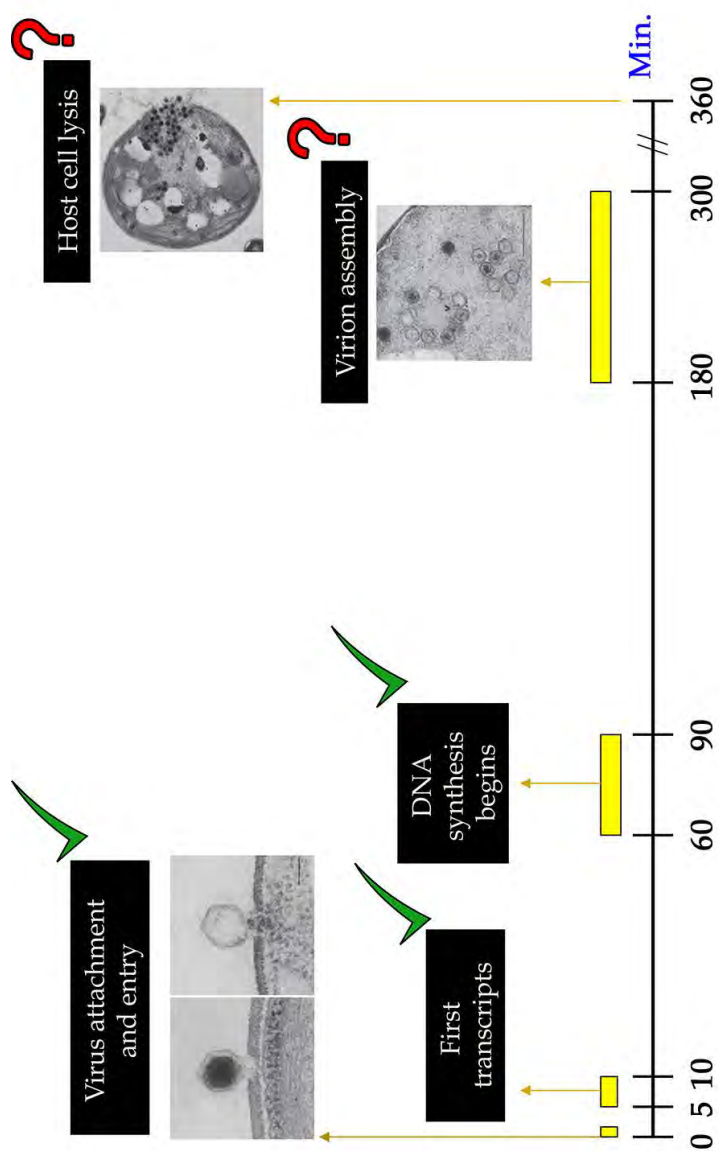 Virus attachment
and entry
First
transcripts
DNA
synthesis
begins
Virion assembly
?
Host cell lysis
?
0 5 10 60 90 180 300 360 Min.